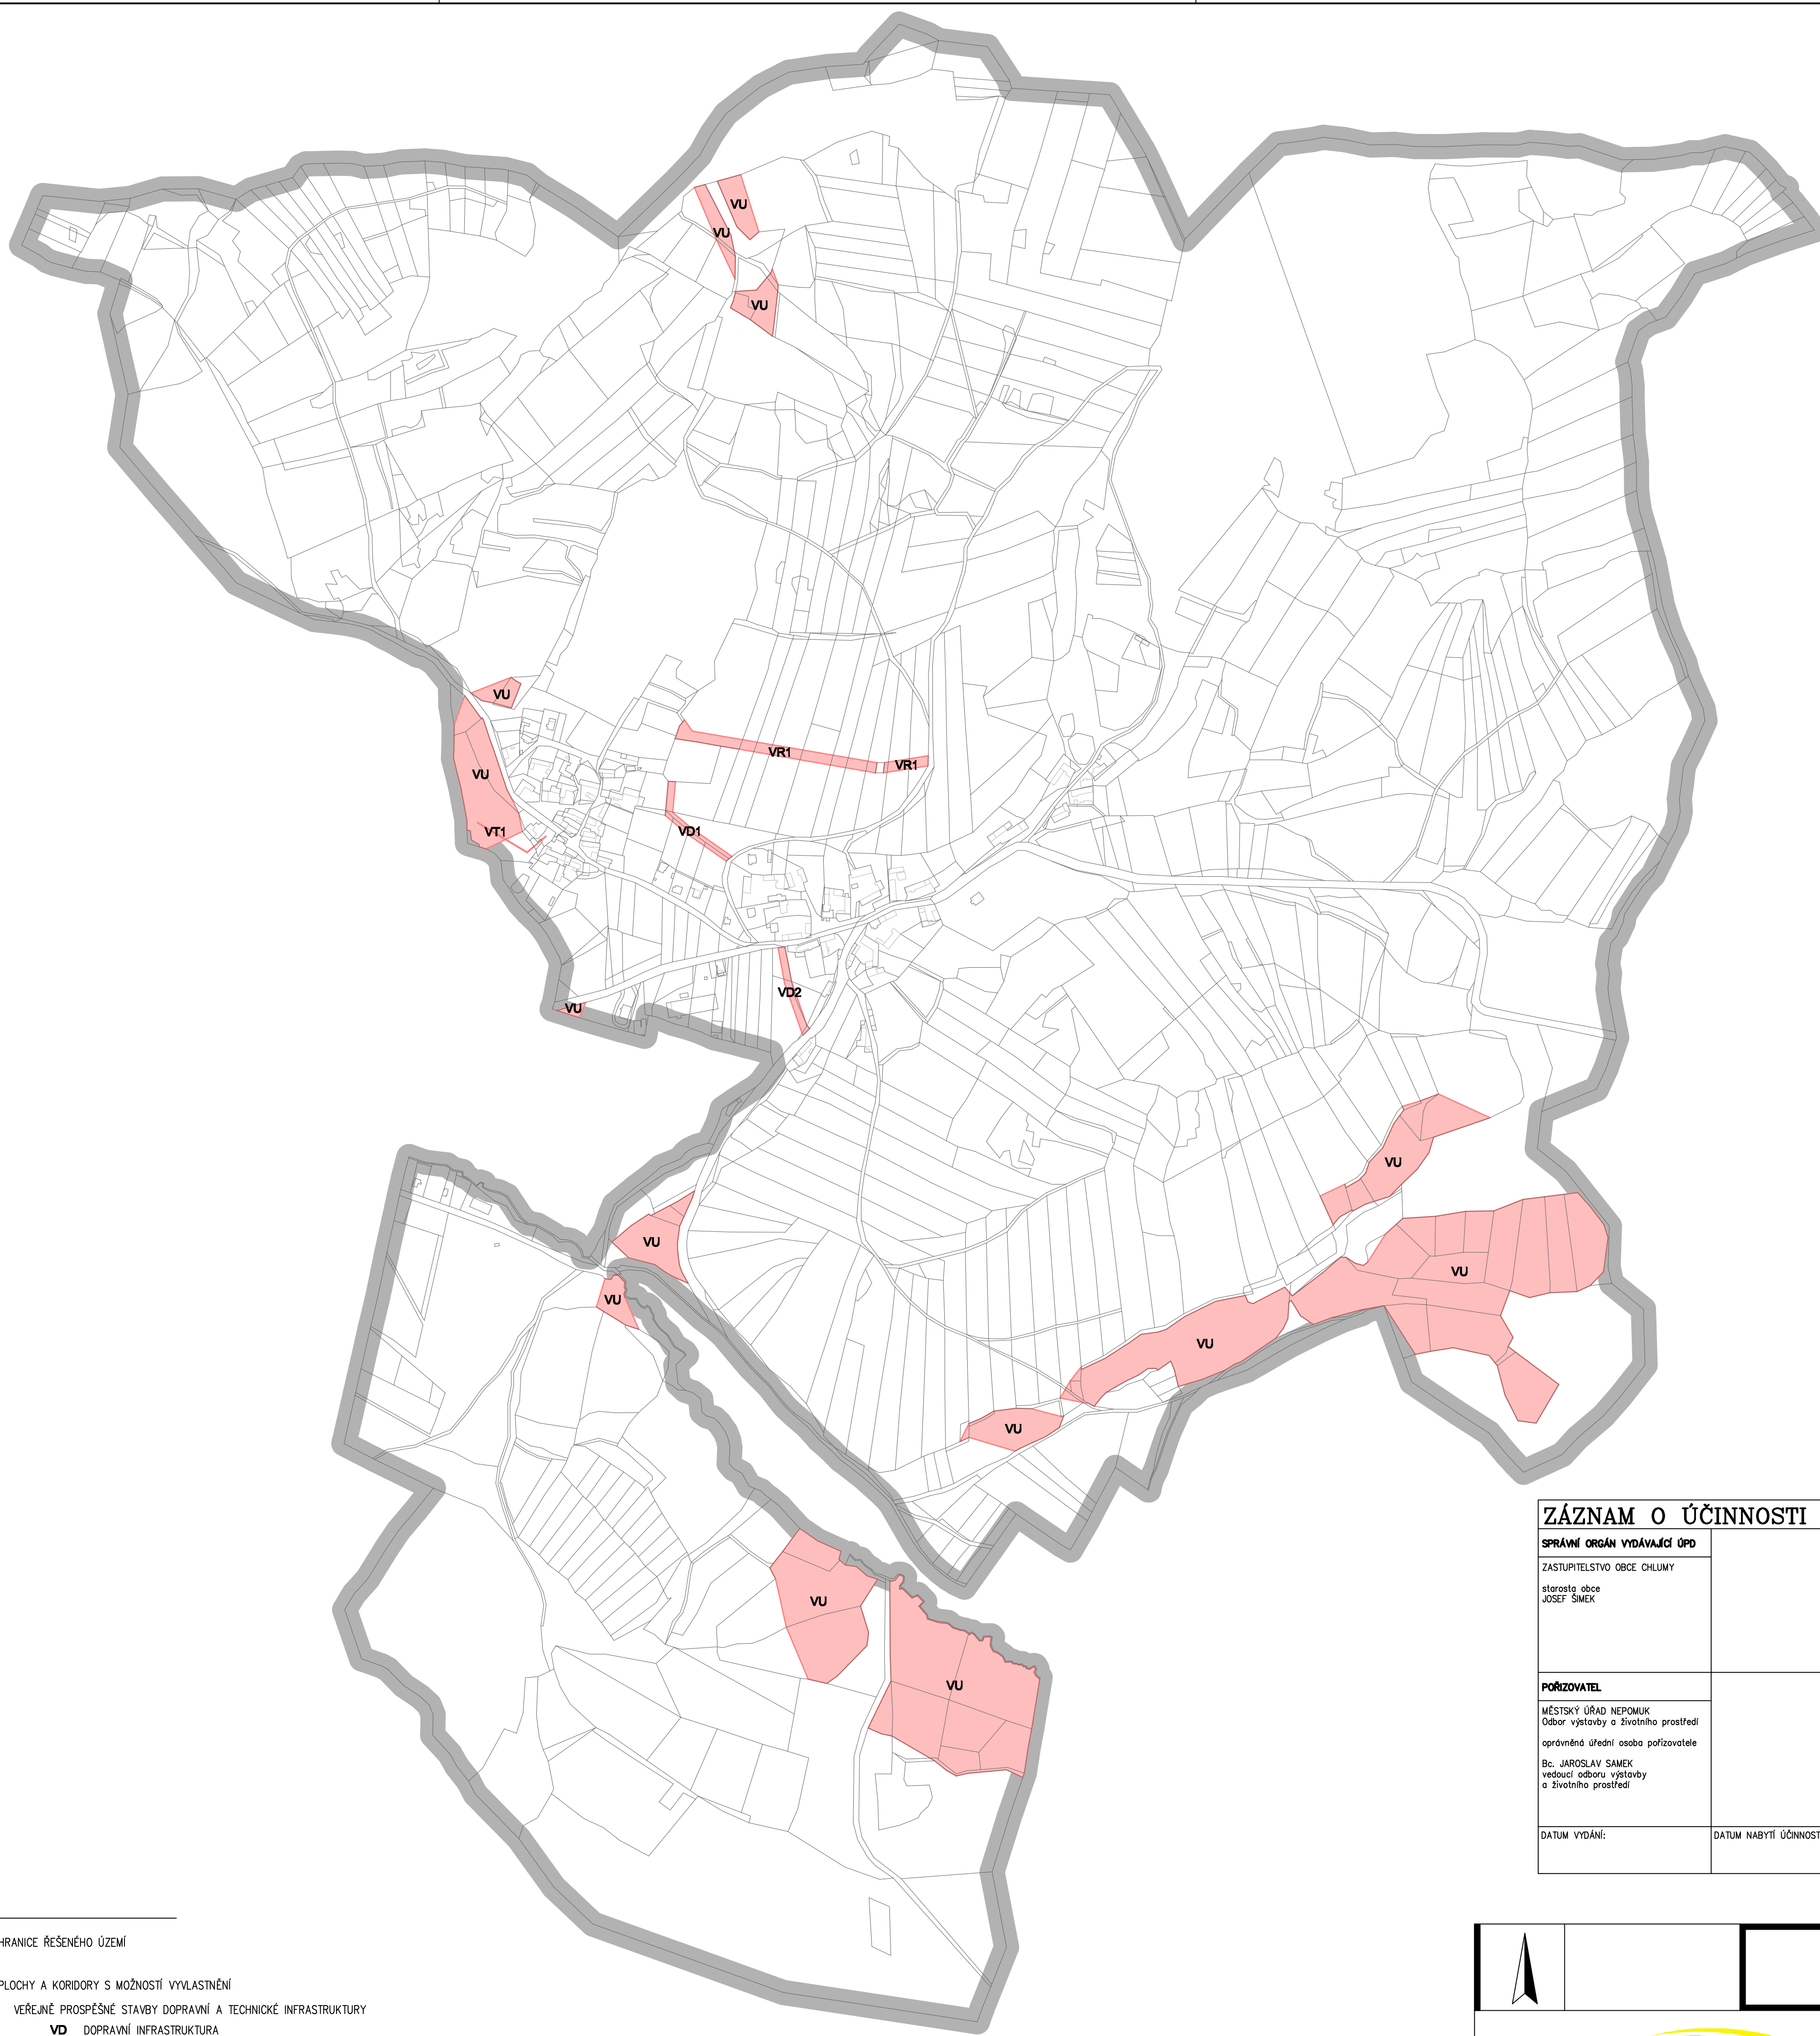 VU
VU
VU
VU
VU
VR1
VR1
VT1
VD1
VD2
VU
VU
VU
VU
VU
VU
VU
VU
VU
ZÁZNAM O ÚČINNOSTI
SPRÁVNÍ ORGÁN VYDÁVAJÍCÍ ÚPD
ZASTUPITELSTVO OBCE CHLUMY
starosta obce
JOSEF ŠIMEK
POŘIZOVATEL
MĚSTSKÝ ÚŘAD NEPOMUK
Odbor výstavby a životního prostředí
oprávněná úřední osoba pořizovatele
Bc. JAROSLAV SAMEK
vedoucí odboru výstavby
a životního prostředí
DATUM VYDÁNÍ:
DATUM NABYTÍ ÚČINNOST
HRANICE ŘEŠENÉHO ÚZEMÍ
PLOCHY A KORIDORY S MOŽNOSTÍ VYVLASTNĚNÍ
VEŘEJNĚ PROSPĚŠNÉ STAVBY DOPRAVNÍ A TECHNICKÉ INFRASTRUKTURY
VD DOPRAVNÍ INFRASTRUKTURA